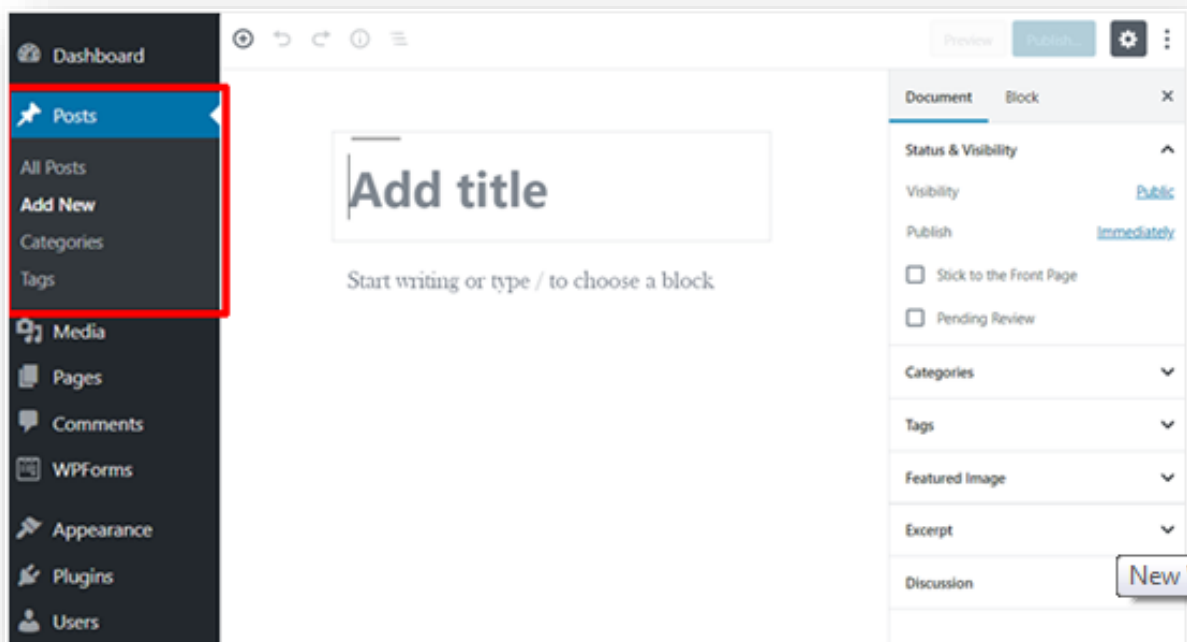 Dashboard
Posts
All Posts
Add New
Categories
Tags
Media
Pages
Comments
WPForms
Appearance
Plugins
Users
Add title
Start writing or type / to choose a block
Preview
Publish...
Document Block
Status & Visibility
Visibility Public
Publish Immediately
Stick to the Front Page
Pending Review
Categories
Tags
Featured Image
Excerpt
Discussion
New